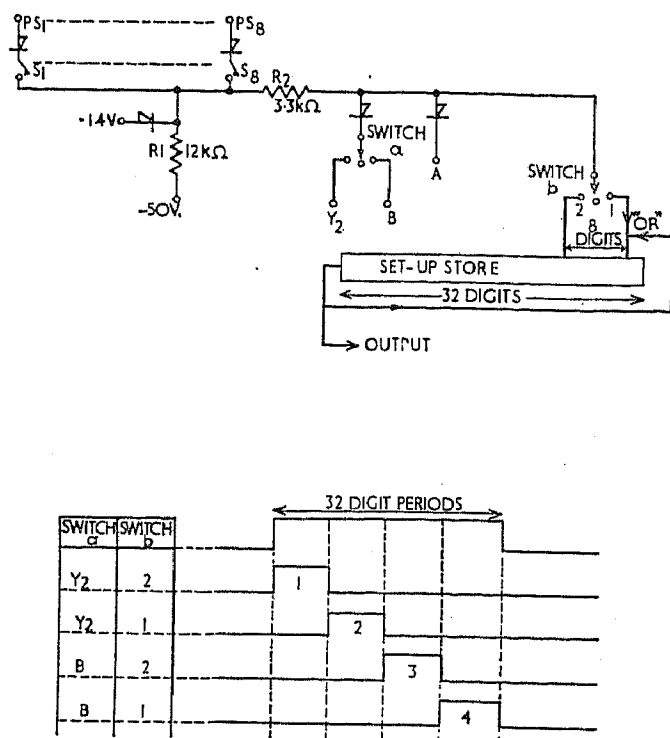 PS1 PS8
S1 S8 R2
3·3kΩ
-14V
R1 12kΩ
-50V.
SWITCH
a
A
Y2 B
SWITCH
b
2 1
"OR"
8
DIGITS
SET-UP STORE
32 DIGITS
OUTPUT
32 DIGIT PERIODS
SWITCH a SWITCH b
Y2 2 1
Y2 1 2
B 2 3
B 1 4